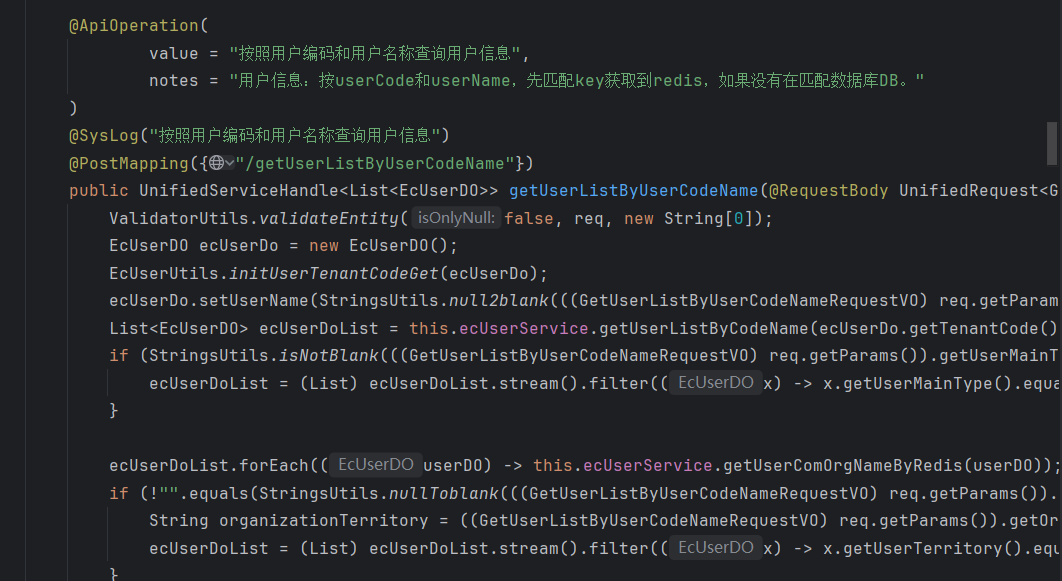 @ApiOperation(
value = "按照用户编码和用户名称查询用户信息",
notes = "用户信息：按userCode和userName，先匹配key获取到redis，如果没有在匹配数据库DB。"
)
@SysLog("按照用户编码和用户名称查询用户信息")
@PostMapping({"/getUserListByUserCodeName"})
public UnifiedServiceHandle<List<EcUserDO>> getUserListByUserCodeName(@RequestBody UnifiedRequest<G
ValidatorUtils.validateEntity( isOnlyNull: false, req, new String[0]);
EcUserDO ecUserDo = new EcUserDO();
EcUserUtils.initUserTenantCodeGet(ecUserDo);
ecUserDo.setUserName(StringsUtils.null2blank(((GetUserListByUserCodeNameRequestVO) req.getParam
List<EcUserDO> ecUserDoList = this.ecUserService.getUserListByCodeName(ecUserDo.getTenantCode()
if (StringsUtils.isNotBlank(((GetUserListByUserCodeNameRequestVO) req.getParams()).getUserMainT
ecUserDoList = (List) ecUserDoList.stream().filter(( EcUserDO x) -> x.getUserMainType().equa
}
ecUserDoList.forEach(( EcUserDO userDO) -> this.ecUserService.getUserComOrgNameByRedis(userDO));
if (!"".equals(StringsUtils.nullToblank(((GetUserListByUserCodeNameRequestVO) req.getParams()).
String organizationTerritory = ((GetUserListByUserCodeNameRequestVO) req.getParams()).getOr
ecUserDoList = (List) ecUserDoList.stream().filter(( EcUserDO x) -> x.getUserTerritory().equ
}